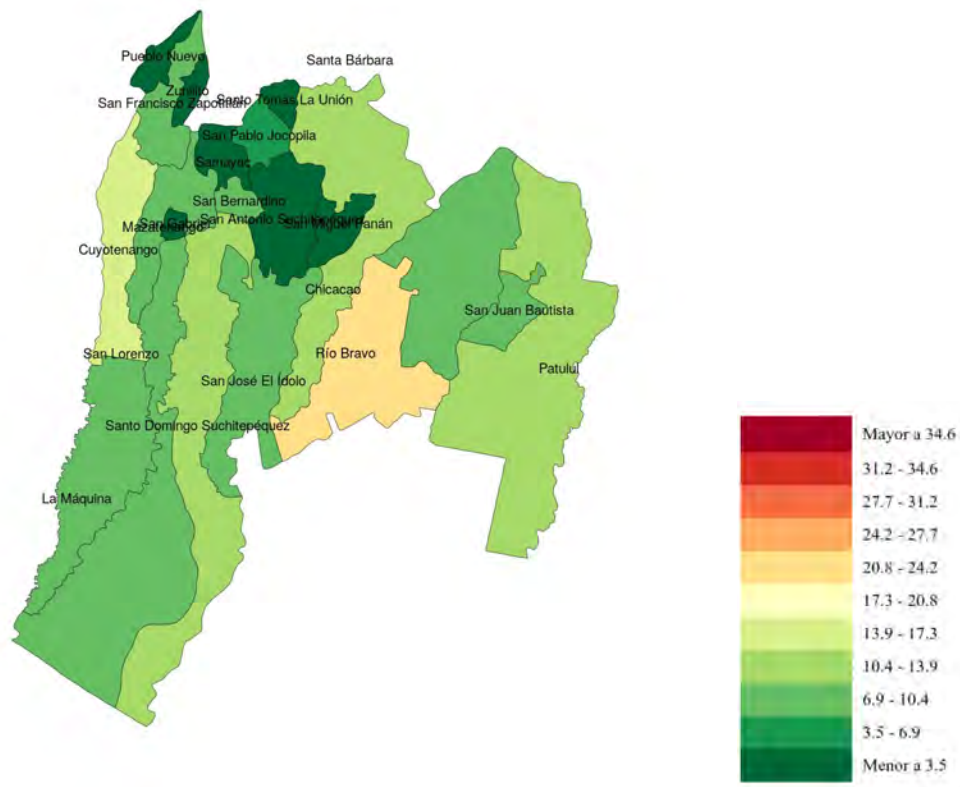 Pueblo Nuevo
Santa Bárbara
Zunilito
San Francisco Zapotitlán
Santo Tomás La Unión
San Pablo Jocopila
Samayac
San Bernardino
San Gabriel
San Antonio Suchitepéquez
San Miguel Panán
Mazatenango
Cuyotenango
Chicacao
San Juan Bautista
San Lorenzo
Río Bravo
Patulul
San José El Ídolo
Santo Domingo Suchitepéquez
La Máquina
Mayor a 34.6
31.2 - 34.6
27.7 - 31.2
24.2 - 27.7
20.8 - 24.2
17.3 - 20.8
13.9 - 17.3
10.4 - 13.9
6.9 - 10.4
3.5 - 6.9
Menor a 3.5